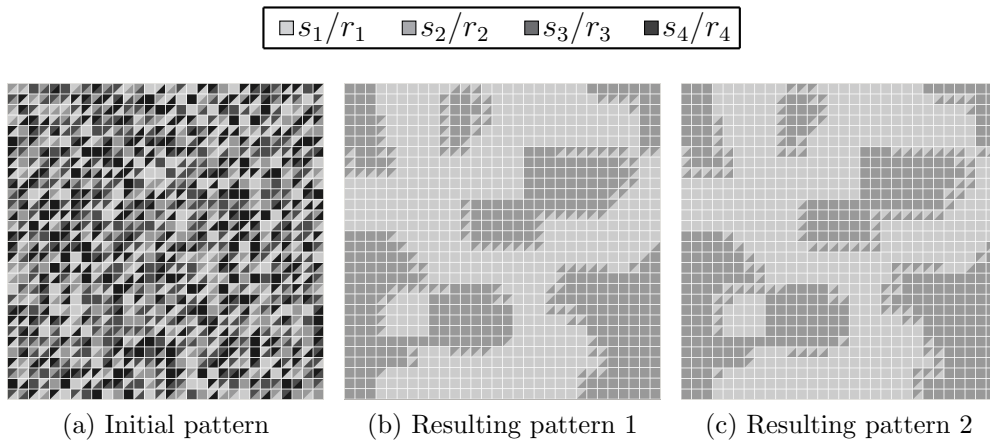 s₁/r₁ s₂/r₂ s₃/r₃ s₄/r₄
(a) Initial pattern (b) Resulting pattern 1 (c) Resulting pattern 2